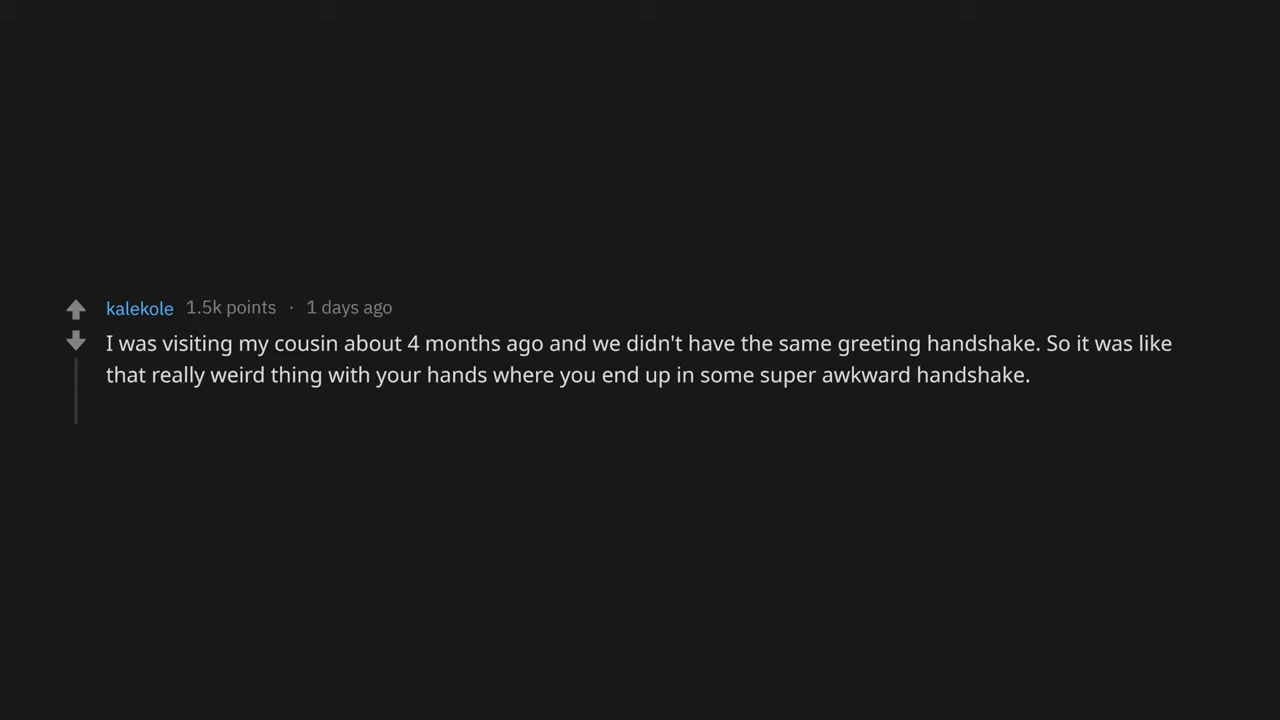 kalekole 1.5k points · 1 days ago
I was visiting my cousin about 4 months ago and we didn't have the same greeting handshake. So it was like
that really weird thing with your hands where you end up in some super awkward handshake.